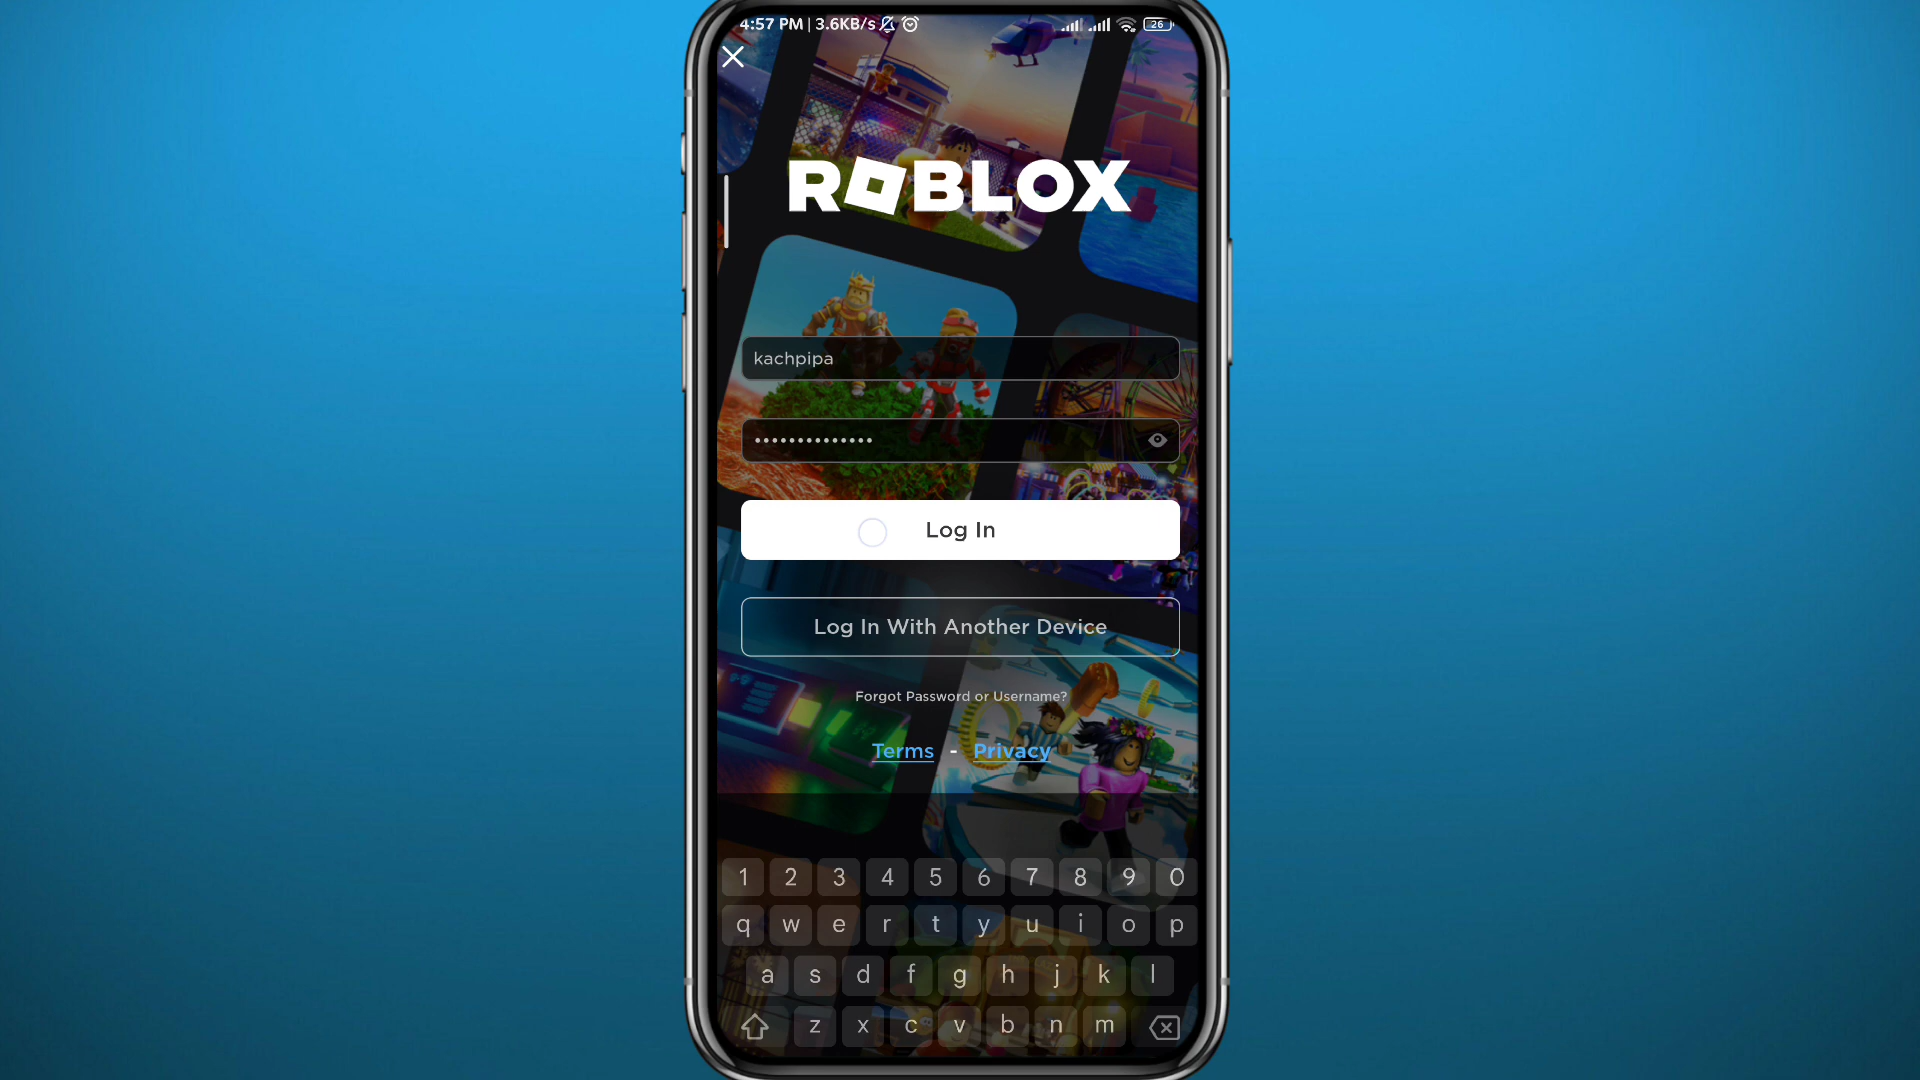 4:57 PM | 3.6KB/s 26
ROBLOX
kachpipa
••••••••••••••
Log In
Log In With Another Device
Forgot Password or Username?
Terms - Privacy
1 2 3 4 5 6 7 8 9 0
q w e r t y u i o p
a s d f g h j k l
z x c v b n m